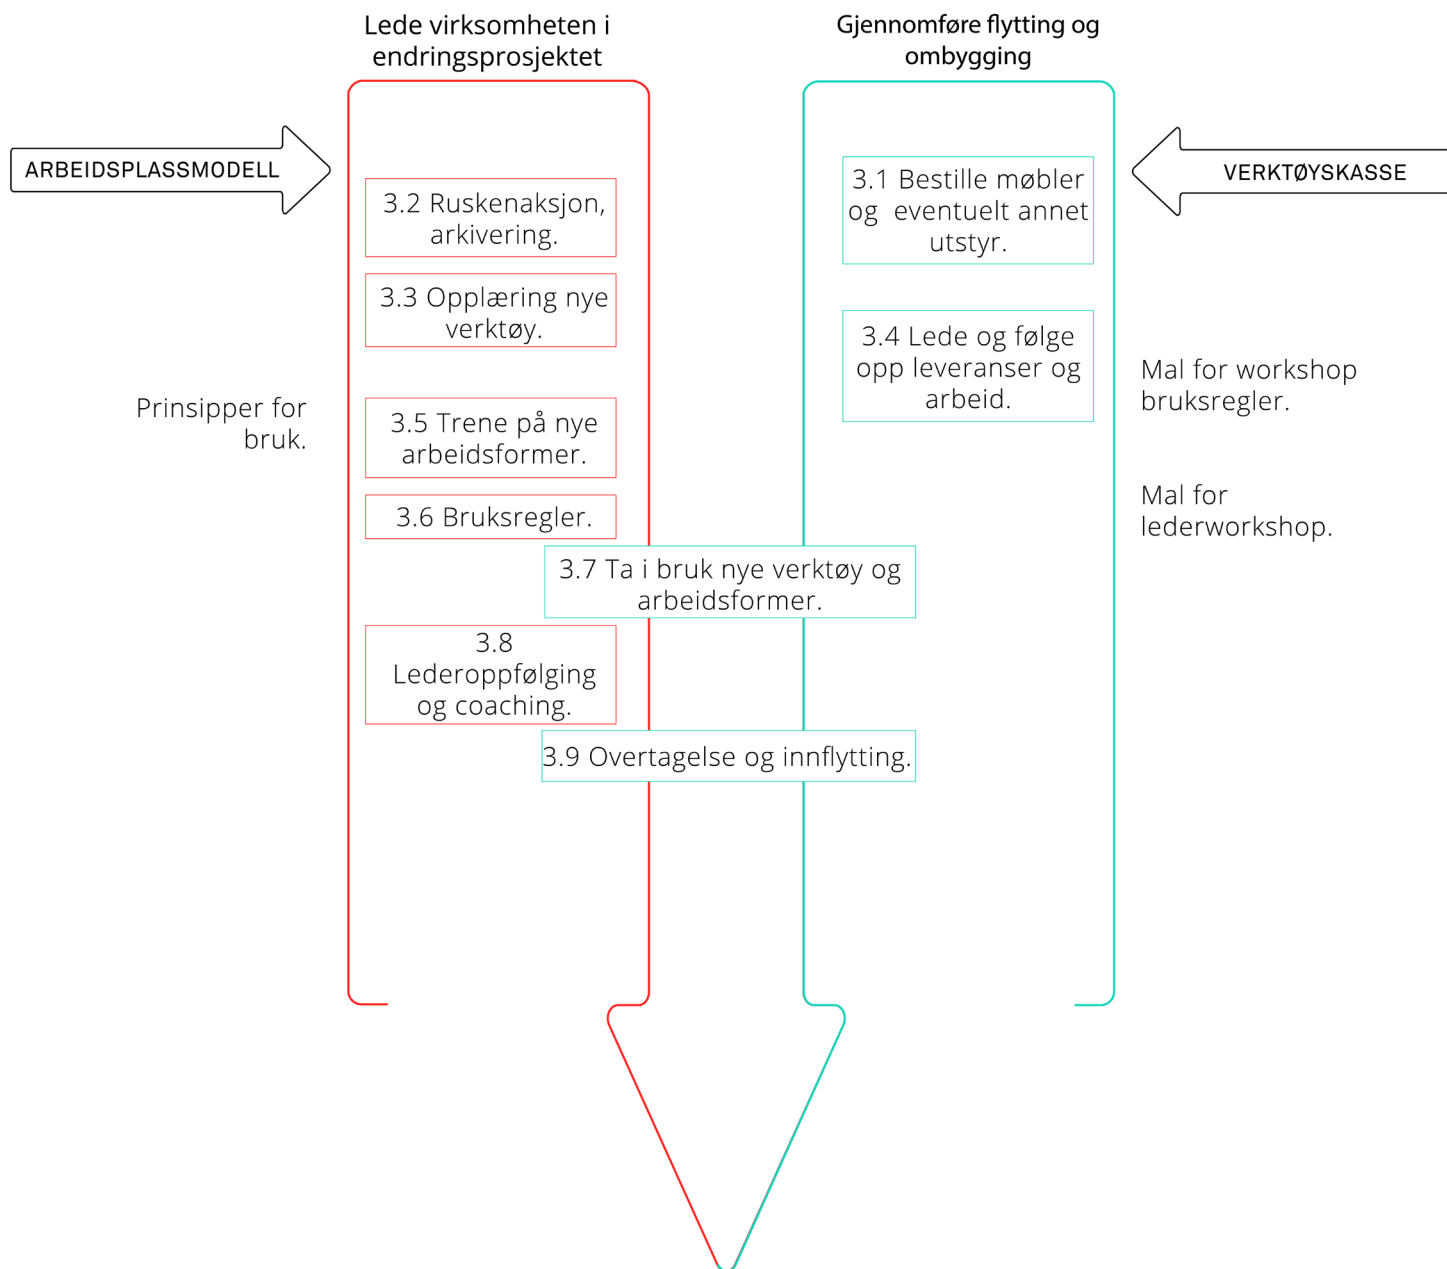 Lede virksomheten i
endringsprosjektet
Gjennomføre flytting og
ombygging
ARBEIDSPLASSMODELL
VERKTØYSKASSE
3.1 Bestille møbler
og eventuelt annet
utstyr.
3.2 Ruskenaksjon,
arkivering.
3.3 Opplæring nye
verktøy.
3.4 Lede og følge
opp leveranser og
arbeid.
Mal for workshop
bruksregler.
Prinsipper for
bruk.
3.5 Trene på nye
arbeidsformer.
3.6 Bruksregler.
Mal for
lederworkshop.
3.7 Ta i bruk nye verktøy og
arbeidsformer.
3.8
Lederoppfølging
og coaching.
3.9 Overtagelse og innflytting.